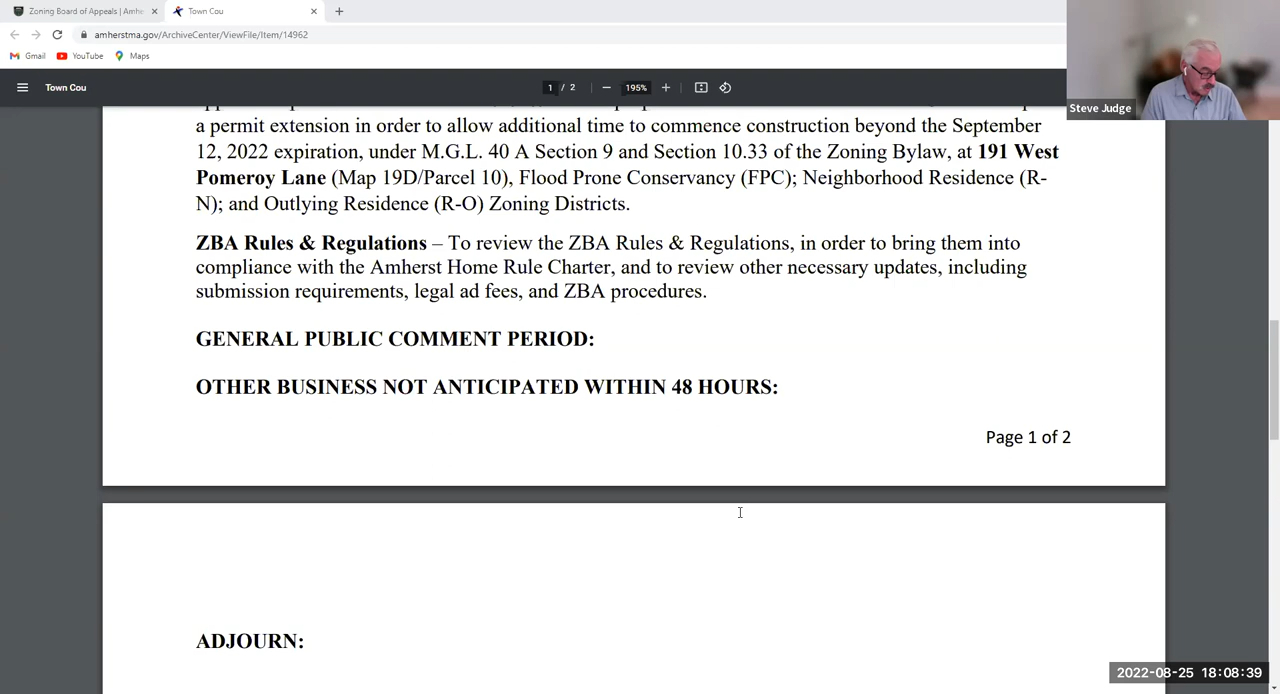 Zoning Board of Appeals | Amhe
Town Cou
amherstma.gov/ArchiveCenter/ViewFile/Item/14962
Gmail YouTube Maps
Town Cou
1 / 2
195%
Steve Judge
a permit extension in order to allow additional time to commence construction beyond the September
12, 2022 expiration, under M.G.L. 40 A Section 9 and Section 10.33 of the Zoning Bylaw, at 191 West
Pomeroy Lane (Map 19D/Parcel 10), Flood Prone Conservancy (FPC); Neighborhood Residence (R-
N); and Outlying Residence (R-O) Zoning Districts.
ZBA Rules & Regulations – To review the ZBA Rules & Regulations, in order to bring them into
compliance with the Amherst Home Rule Charter, and to review other necessary updates, including
submission requirements, legal ad fees, and ZBA procedures.
GENERAL PUBLIC COMMENT PERIOD:
OTHER BUSINESS NOT ANTICIPATED WITHIN 48 HOURS:
Page 1 of 2
ADJOURN:
2022-08-25 18:08:39